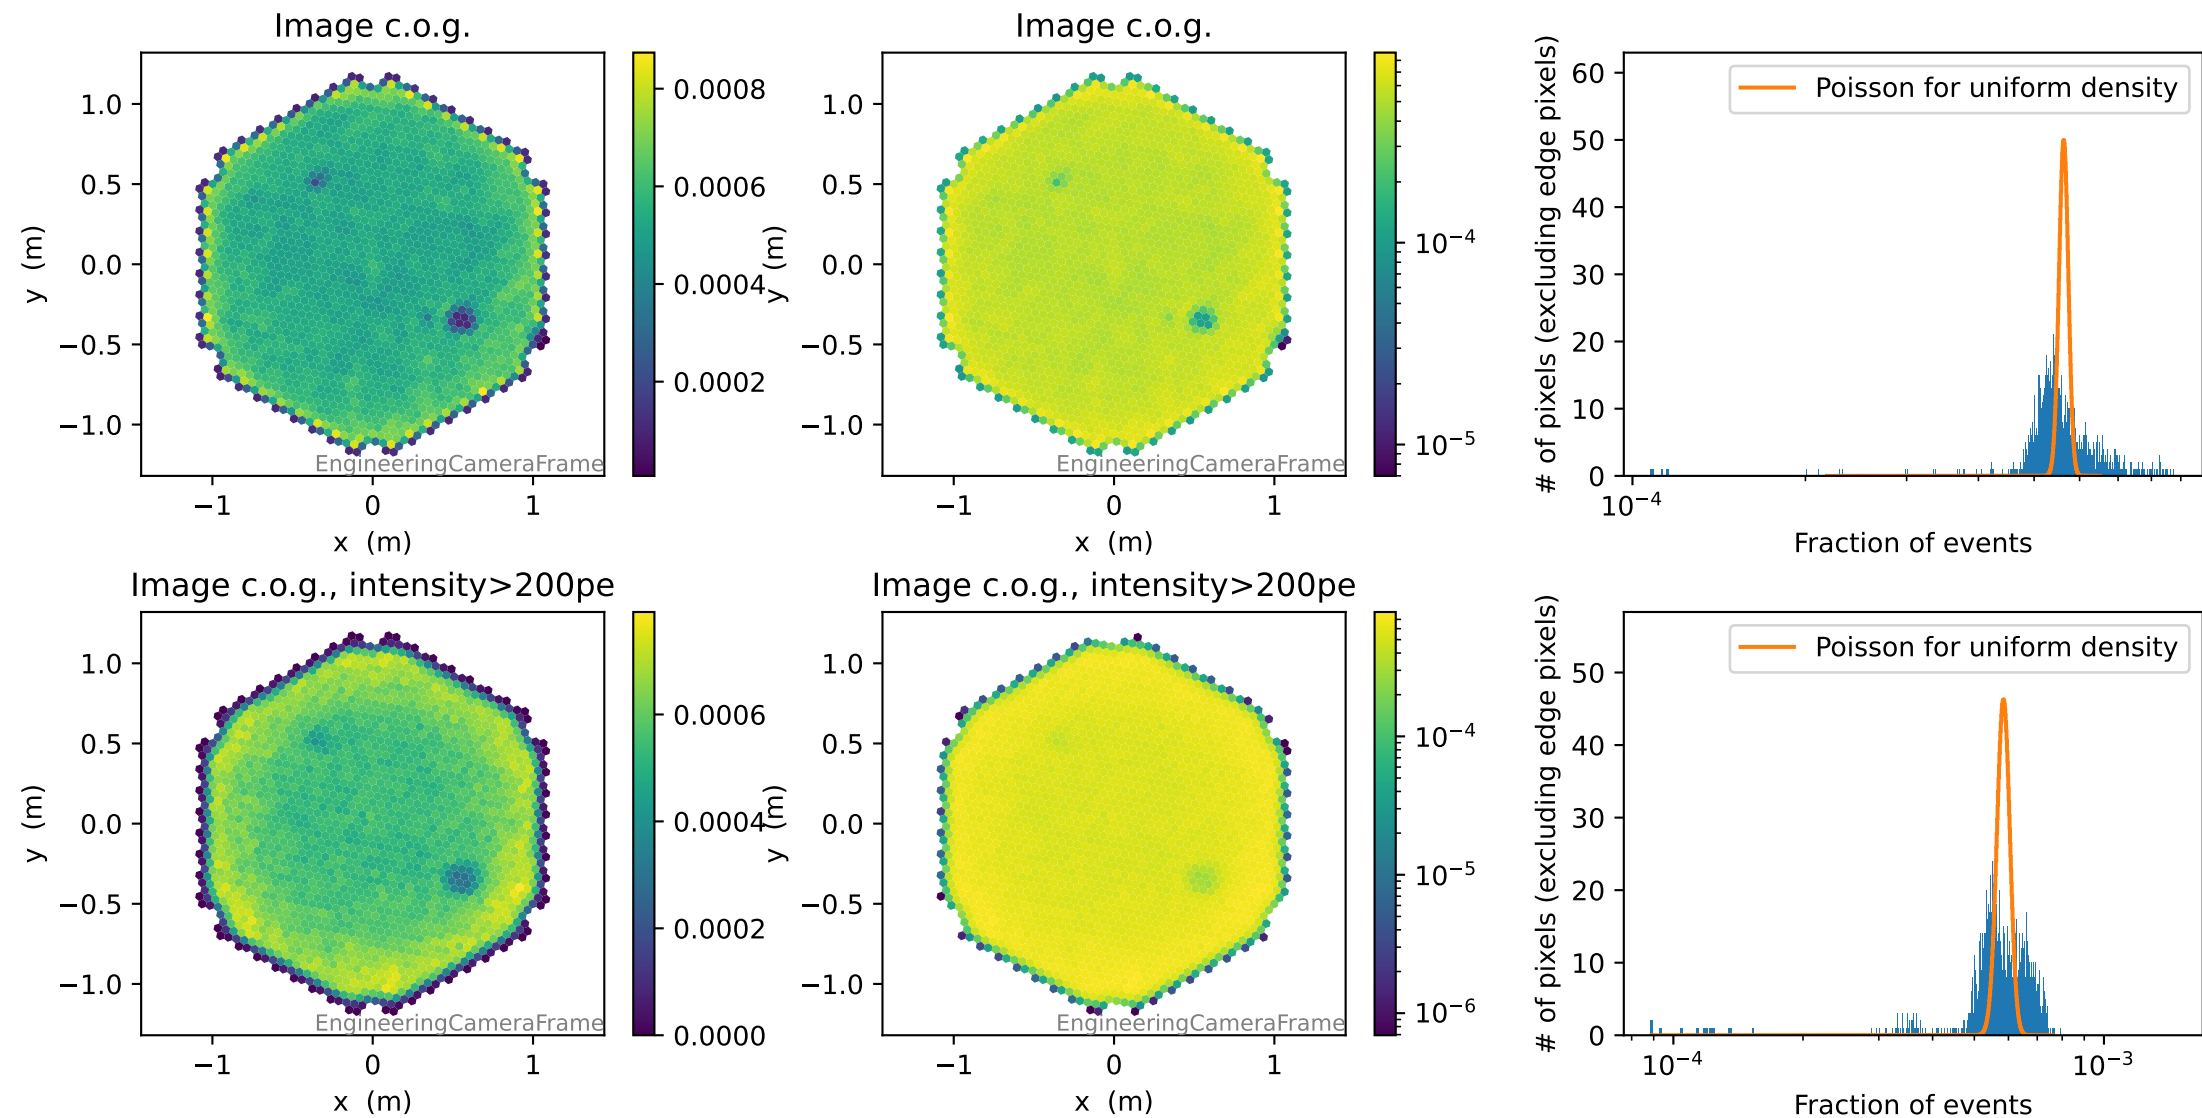 Image c.o.g.
1.0
0.5
0.0
−0.5
−1.0
y (m)
−1
0
1
x (m)
EngineeringCameraFrame
0.0008
0.0006
0.0004
0.0002
Image c.o.g.
1.0
0.5
0.0
−0.5
−1.0
y (m)
−1
0
1
x (m)
EngineeringCameraFrame
10⁻⁴
10⁻⁵
# of pixels (excluding edge pixels)
60
50
40
30
20
10
0
Poisson for uniform density
10⁻⁴
Fraction of events
Image c.o.g., intensity>200pe
1.0
0.5
0.0
−0.5
−1.0
y (m)
−1
0
1
x (m)
EngineeringCameraFrame
0.0006
0.0004
0.0002
0.0000
Image c.o.g., intensity>200pe
1.0
0.5
0.0
−0.5
−1.0
y (m)
−1
0
1
x (m)
EngineeringCameraFrame
10⁻⁴
10⁻⁵
10⁻⁶
# of pixels (excluding edge pixels)
50
40
30
20
10
0
Poisson for uniform density
10⁻⁴
10⁻³
Fraction of events